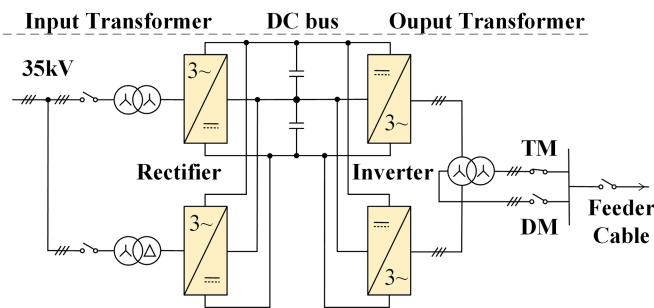 Input Transformer
DC bus
Ouput Transformer
35kV
3~
3~
Rectifier
Inverter
TM
3~
3~
DM
Feeder
Cable